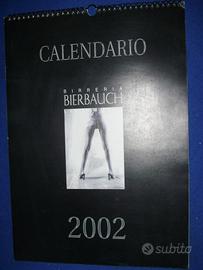 CALENDARIO
BIRRERIA
BIERBAUCH
2002
subito